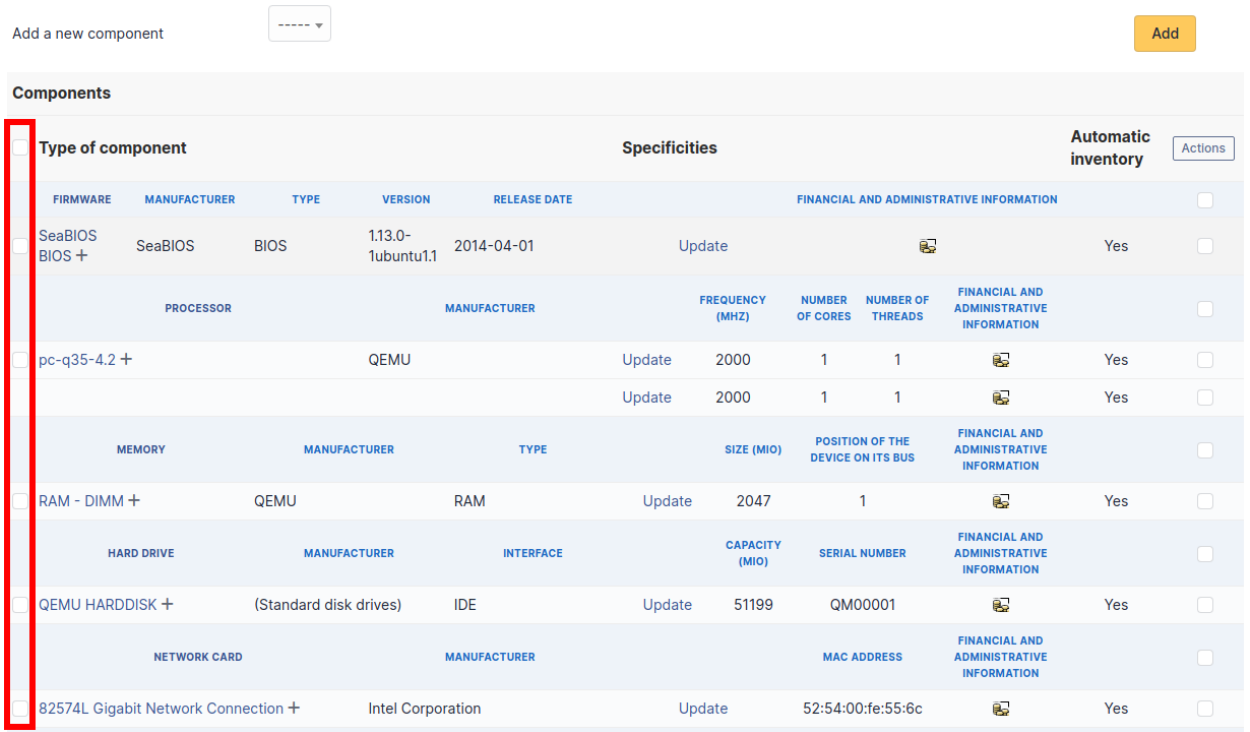 Add a new component ----- Add
Components
Type of component Specificities Automatic inventory Actions
FIRMWARE MANUFACTURER TYPE VERSION RELEASE DATE FINANCIAL AND ADMINISTRATIVE INFORMATION
SeaBIOS BIOS + SeaBIOS BIOS 1.13.0-1ubuntu1.1 2014-04-01 Update Yes
PROCESSOR MANUFACTURER FREQUENCY (MHZ) NUMBER OF CORES NUMBER OF THREADS FINANCIAL AND ADMINISTRATIVE INFORMATION
pc-q35-4.2 + QEMU Update 2000 1 1 Yes
Update 2000 1 1 Yes
MEMORY MANUFACTURER TYPE SIZE (MIO) POSITION OF THE DEVICE ON ITS BUS FINANCIAL AND ADMINISTRATIVE INFORMATION
RAM - DIMM + QEMU RAM Update 2047 1 Yes
HARD DRIVE MANUFACTURER INTERFACE CAPACITY (MIO) SERIAL NUMBER FINANCIAL AND ADMINISTRATIVE INFORMATION
QEMU HARDDISK + (Standard disk drives) IDE Update 51199 QM00001 Yes
NETWORK CARD MANUFACTURER MAC ADDRESS FINANCIAL AND ADMINISTRATIVE INFORMATION
82574L Gigabit Network Connection + Intel Corporation Update 52:54:00:fe:55:6c Yes